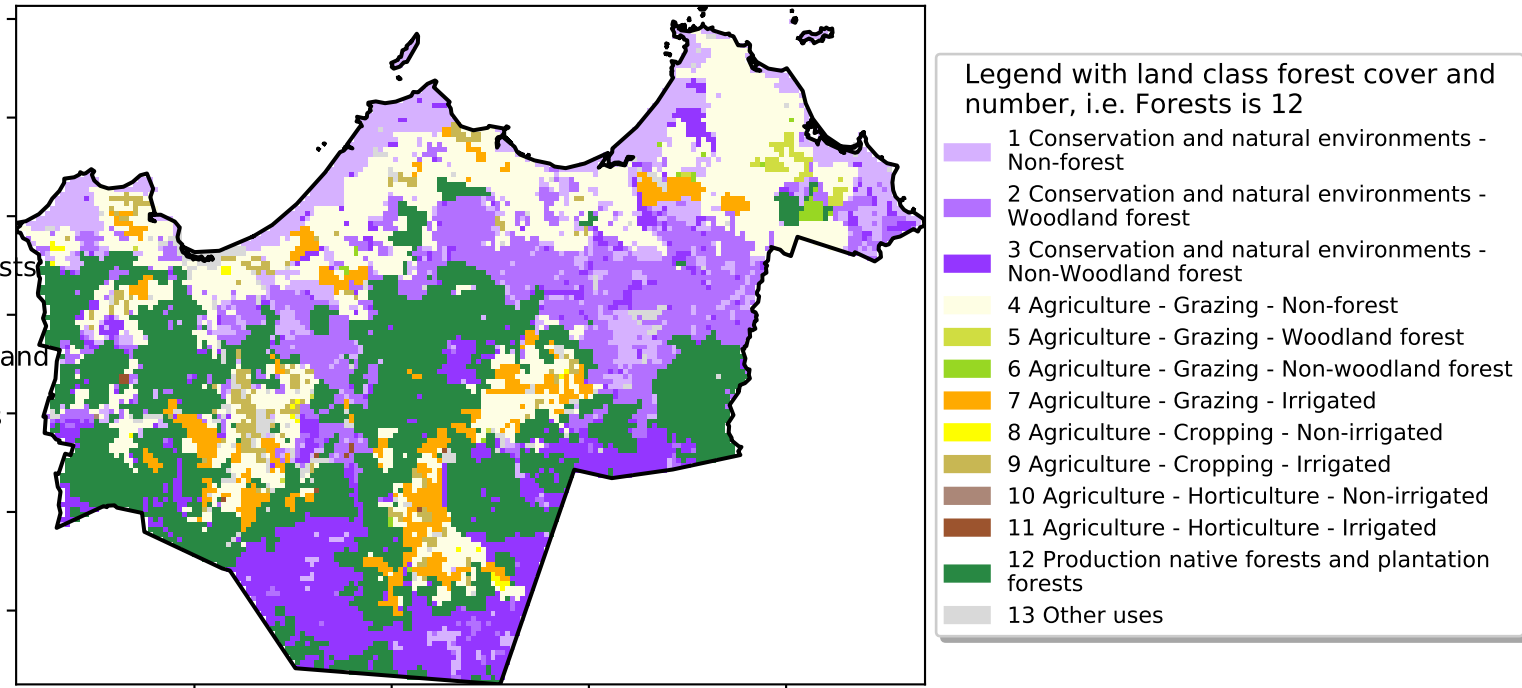 Legend with land class forest cover and
number, i.e. Forests is 12
1 Conservation and natural environments -
Non-forest
2 Conservation and natural environments -
Woodland forest
3 Conservation and natural environments -
Non-Woodland forest
sts
4 Agriculture - Grazing - Non-forest
5 Agriculture - Grazing - Woodland forest
and
6 Agriculture - Grazing - Non-woodland forest
7 Agriculture - Grazing - Irrigated
8 Agriculture - Cropping - Non-irrigated
9 Agriculture - Cropping - Irrigated
10 Agriculture - Horticulture - Non-irrigated
11 Agriculture - Horticulture - Irrigated
12 Production native forests and plantation
forests
13 Other uses